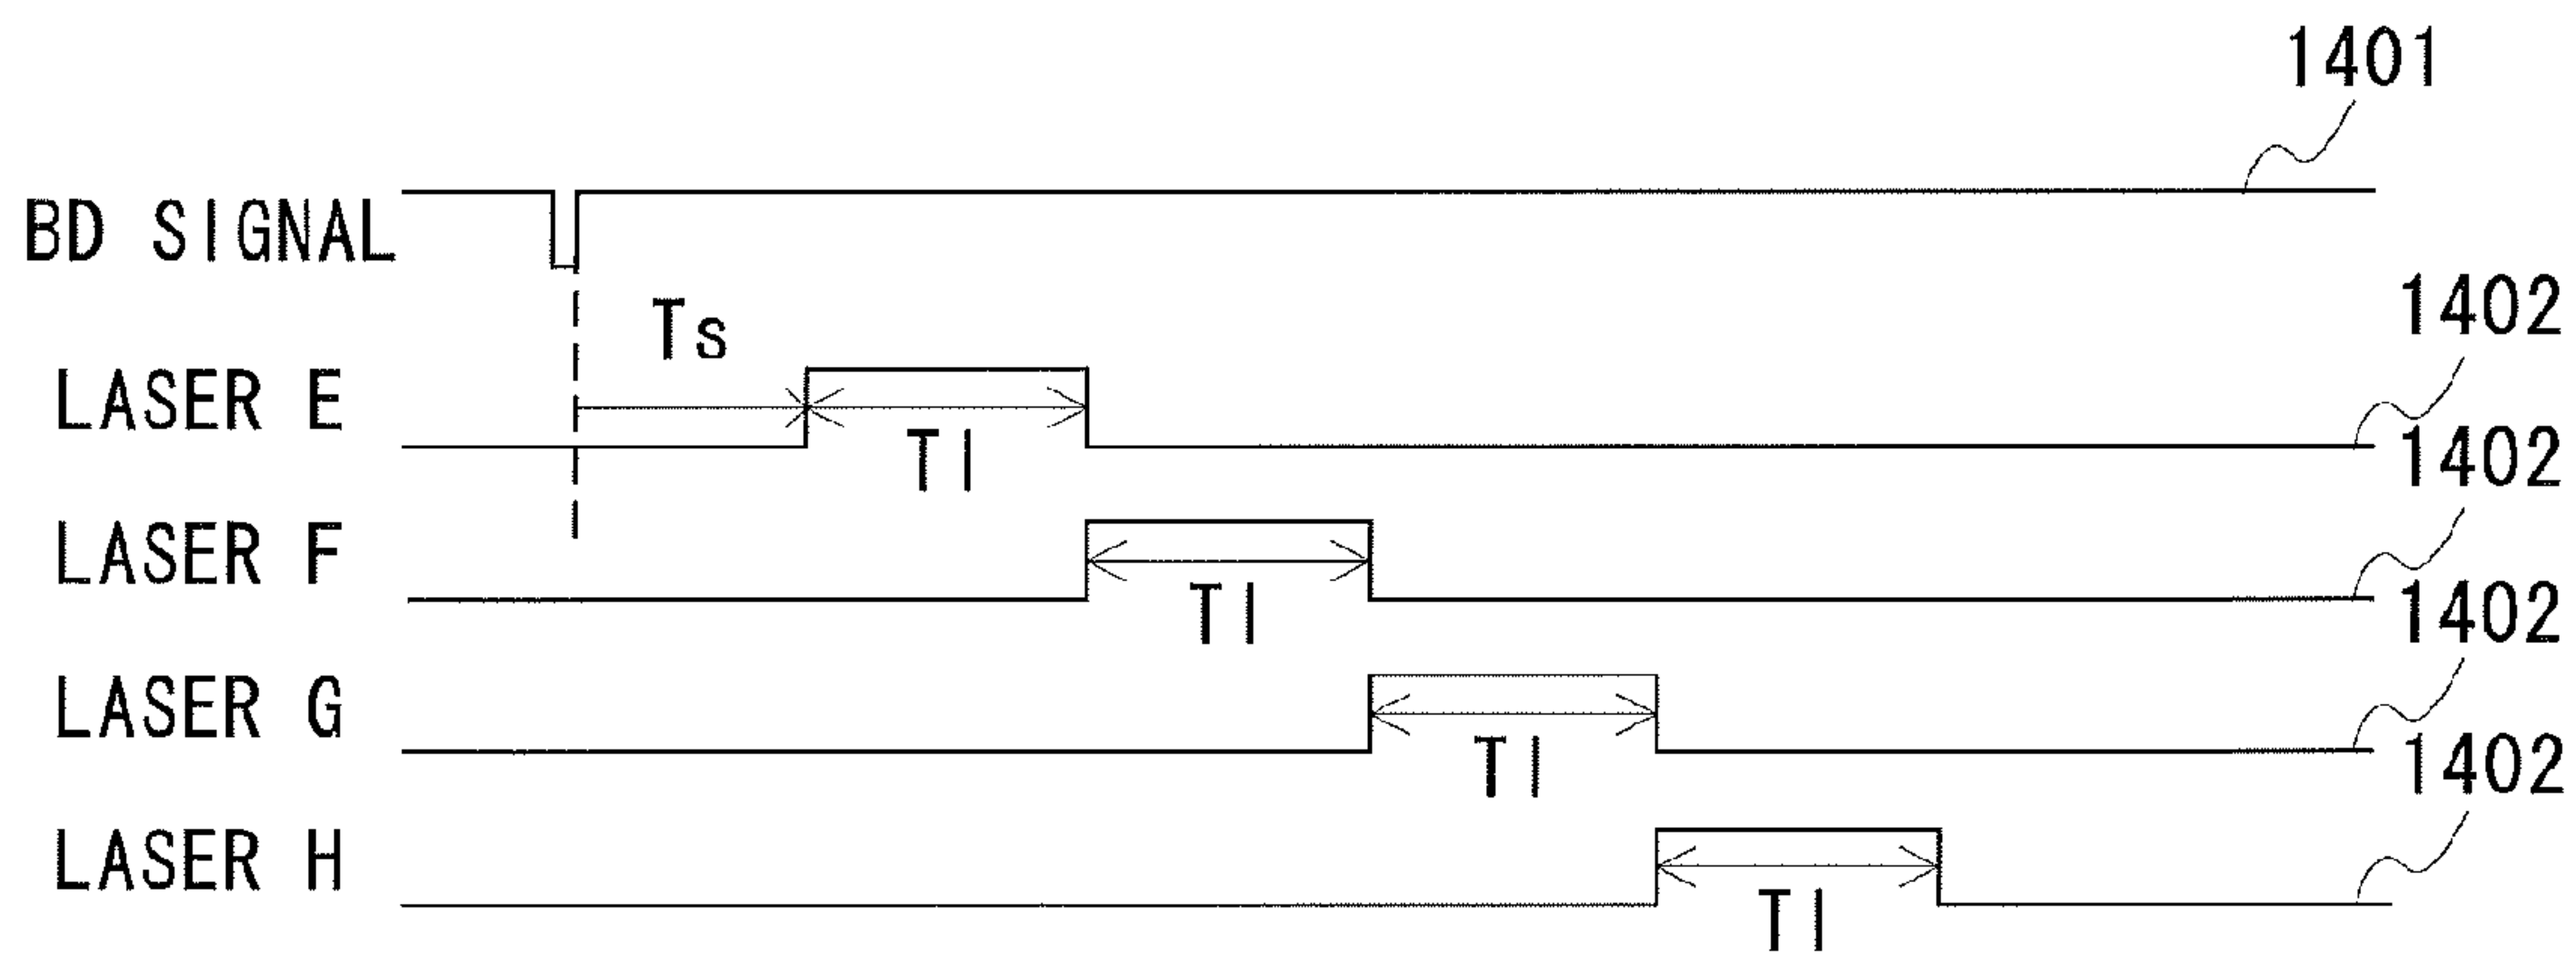 1401
BD SIGNAL
1402
Ts
LASER E
Tl
1402
LASER F
Tl
1402
LASER G
Tl
1402
LASER H
Tl